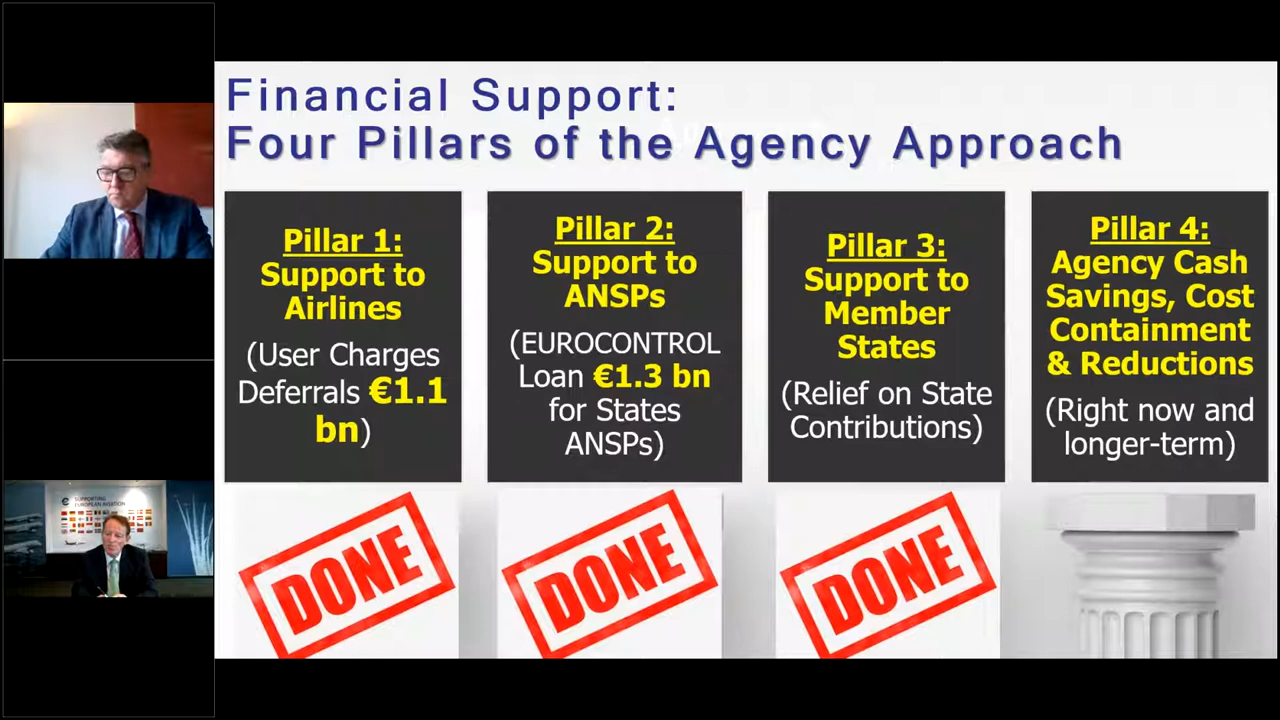 Financial Support:
Four Pillars of the Agency Approach
Pillar 1:
Support to
Airlines
(User Charges
Deferrals €1.1
bn)
DONE
Pillar 2:
Support to
ANSPs
(EUROCONTROL
Loan €1.3 bn
for States
ANSPs)
DONE
Pillar 3:
Support to
Member
States
(Relief on State
Contributions)
DONE
Pillar 4:
Agency Cash
Savings, Cost
Containment
& Reductions
(Right now and
longer-term)
SUPPORTING
EUROPEAN AVIATION